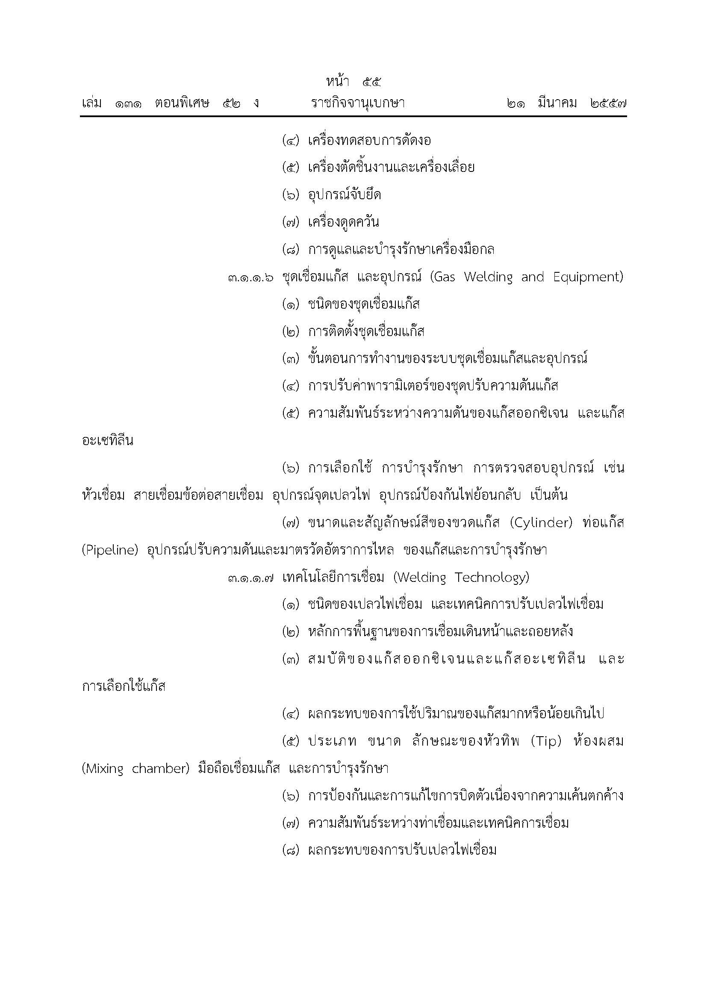 หน้า ๕๕
เล่ม ๑๓๑ ตอนพิเศษ ๕๒ ง ราชกิจจานุเบกษา ๒๑ มีนาคม ๒๕๕๗
(๔) เครื่องทดสอบการดัดงอ
(๕) เครื่องตัดชิ้นงานและเครื่องเลื่อย
(๖) อุปกรณ์จับยึด
(๗) เครื่องดูดควัน
(๘) การดูแลและบำรุงรักษาเครื่องมือกล
๓.๑.๑.๖ ชุดเชื่อมแก๊ส และอุปกรณ์ (Gas Welding and Equipment)
(๑) ชนิดของชุดเชื่อมแก๊ส
(๒) การติดตั้งชุดเชื่อมแก๊ส
(๓) ขั้นตอนการทำงานของระบบชุดเชื่อมแก๊สและอุปกรณ์
(๔) การปรับค่าพารามิเตอร์ของชุดปรับความดันแก๊ส
(๕) ความสัมพันธ์ระหว่างความดันของแก๊สออกซิเจน และแก๊ส
อะเซทิลีน
(๖) การเลือกใช้ การบำรุงรักษา การตรวจสอบอุปกรณ์ เช่น
หัวเชื่อม สายเชื่อมข้อต่อสายเชื่อม อุปกรณ์จุดเปลวไฟ อุปกรณ์ป้องกันไฟย้อนกลับ เป็นต้น
(๗) ขนาดและสัญลักษณ์สีของขวดแก๊ส (Cylinder) ท่อแก๊ส
(Pipeline) อุปกรณ์ปรับความดันและมาตรวัดอัตราการไหล ของแก๊สและการบำรุงรักษา
๓.๑.๑.๗ เทคโนโลยีการเชื่อม (Welding Technology)
(๑) ชนิดของเปลวไฟเชื่อม และเทคนิคการปรับเปลวไฟเชื่อม
(๒) หลักการพื้นฐานของการเชื่อมเดินหน้าและถอยหลัง
(๓) สมบัติของแก๊สออกซิเจนและแก๊สอะเซทิลีน และ
การเลือกใช้แก๊ส
(๔) ผลกระทบของการใช้ปริมาณของแก๊สมากหรือน้อยเกินไป
(๕) ประเภท ขนาด ลักษณะของหัวทิพ (Tip) ห้องผสม
(Mixing chamber) มือถือเชื่อมแก๊ส และการบำรุงรักษา
(๖) การป้องกันและการแก้ไขการบิดตัวเนื่องจากความเค้นตกค้าง
(๗) ความสัมพันธ์ระหว่างท่าเชื่อมและเทคนิคการเชื่อม
(๘) ผลกระทบของการปรับเปลวไฟเชื่อม